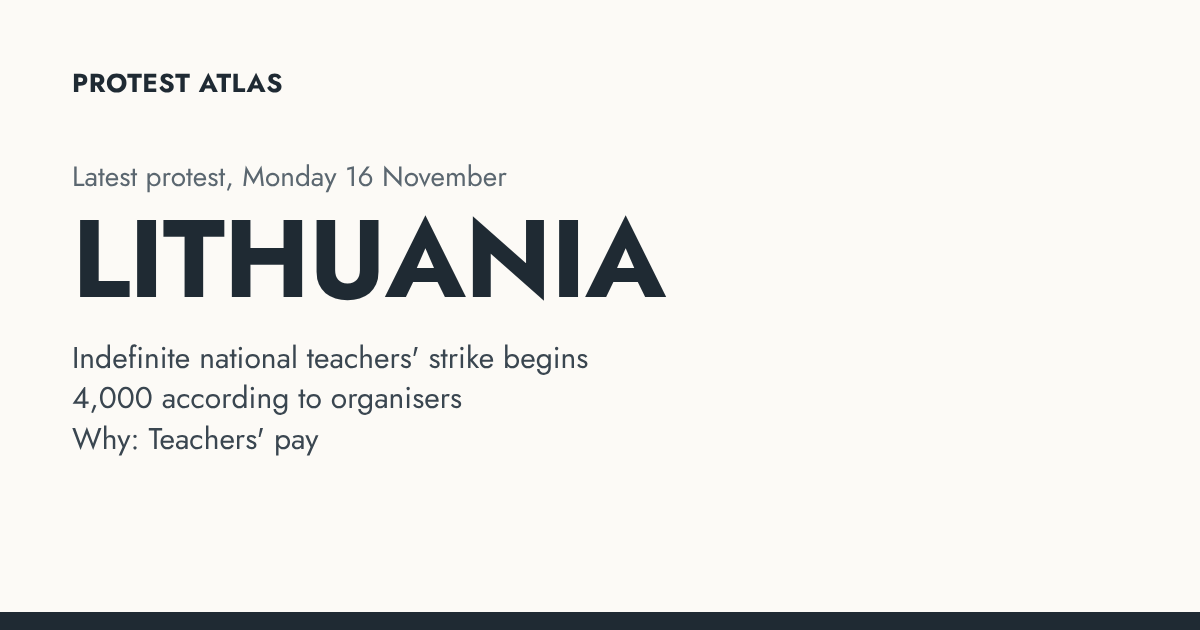 PROTEST ATLAS
Latest protest, Monday 16 November
LITHUANIA
Indefinite national teachers' strike begins
4,000 according to organisers
Why: Teachers' pay